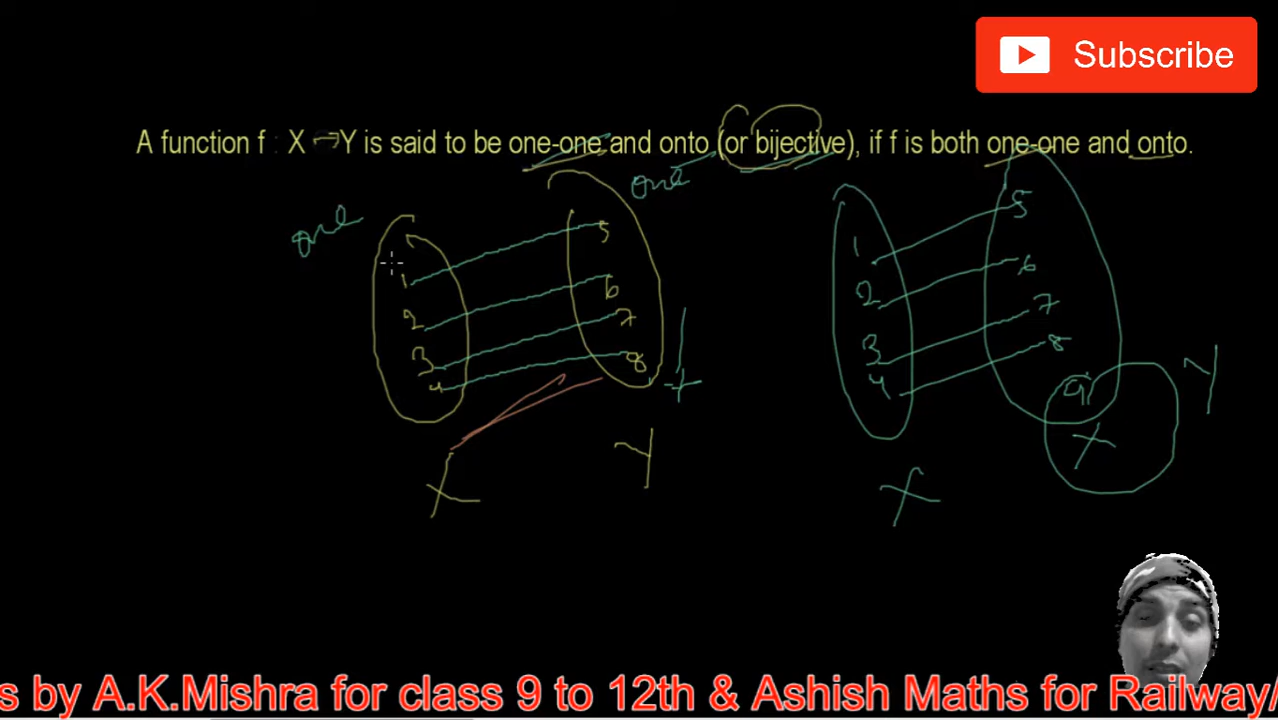 Subscribe
A function f : X → Y is said to be one-one and onto (or bijective), if f is both one-one and onto.
one
one
1 5
2 6
3 7
4 8
X Y
1 5
2 6
3 7
4 8
9
X Y
s by A.K.Mishra for class 9 to 12th & Ashish Maths for Railway/